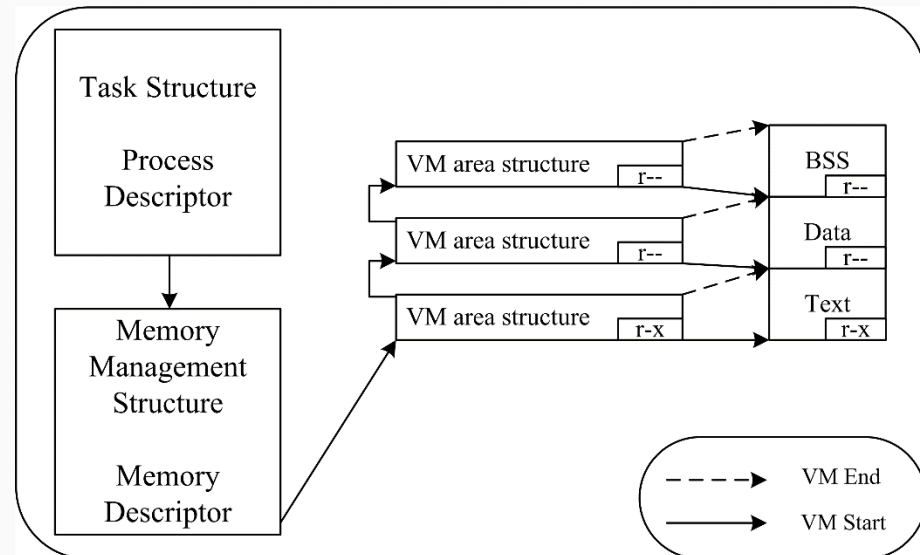 Task Structure
Process
Descriptor
Memory
Management
Structure
Memory
Descriptor
VM area structure
r--
VM area structure
r--
VM area structure
r-x
BSS
r--
Data
r--
Text
r-x
VM End
VM Start